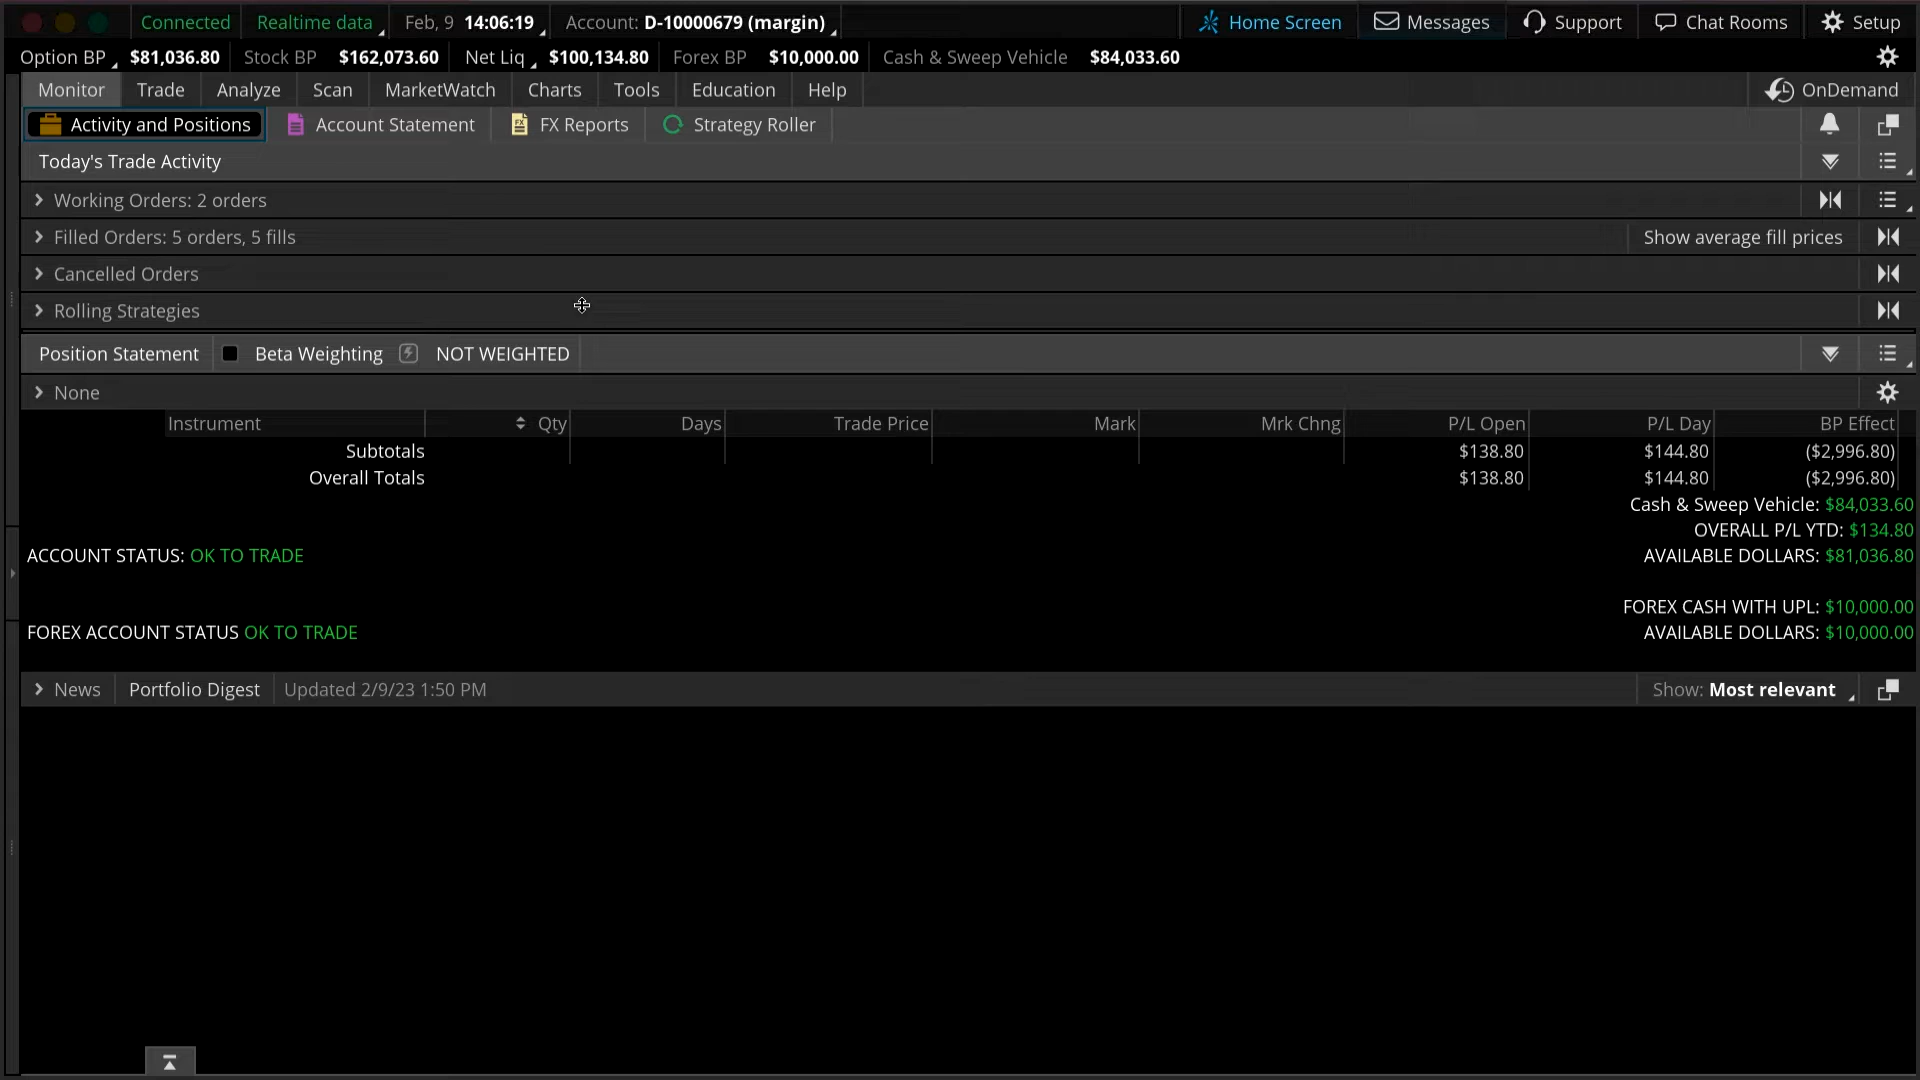 Connected Realtime data Feb, 9 14:06:19 Account: D-10000679 (margin) Home Screen Messages Support Chat Rooms Setup
Option BP $81,036.80 Stock BP $162,073.60 Net Liq $100,134.80 Forex BP $10,000.00 Cash & Sweep Vehicle $84,033.60
Monitor Trade Analyze Scan MarketWatch Charts Tools Education Help OnDemand
Activity and Positions Account Statement FX Reports Strategy Roller
Today's Trade Activity
Working Orders: 2 orders
Filled Orders: 5 orders, 5 fills Show average fill prices
Cancelled Orders
Rolling Strategies
Position Statement Beta Weighting NOT WEIGHTED
None
Instrument Qty Days Trade Price Mark Mrk Chng P/L Open P/L Day BP Effect
Subtotals $138.80 $144.80 ($2,996.80)
Overall Totals $138.80 $144.80 ($2,996.80)
Cash & Sweep Vehicle: $84,033.60
OVERALL P/L YTD: $134.80
ACCOUNT STATUS: OK TO TRADE AVAILABLE DOLLARS: $81,036.80
FOREX CASH WITH UPL: $10,000.00
FOREX ACCOUNT STATUS OK TO TRADE AVAILABLE DOLLARS: $10,000.00
News Portfolio Digest Updated 2/9/23 1:50 PM Show: Most relevant